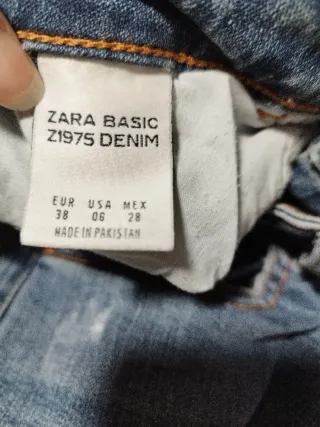 ZARA BASIC
Z1975 DENIM
EUR USA MEX
38 06 28
MADE IN PAKISTAN